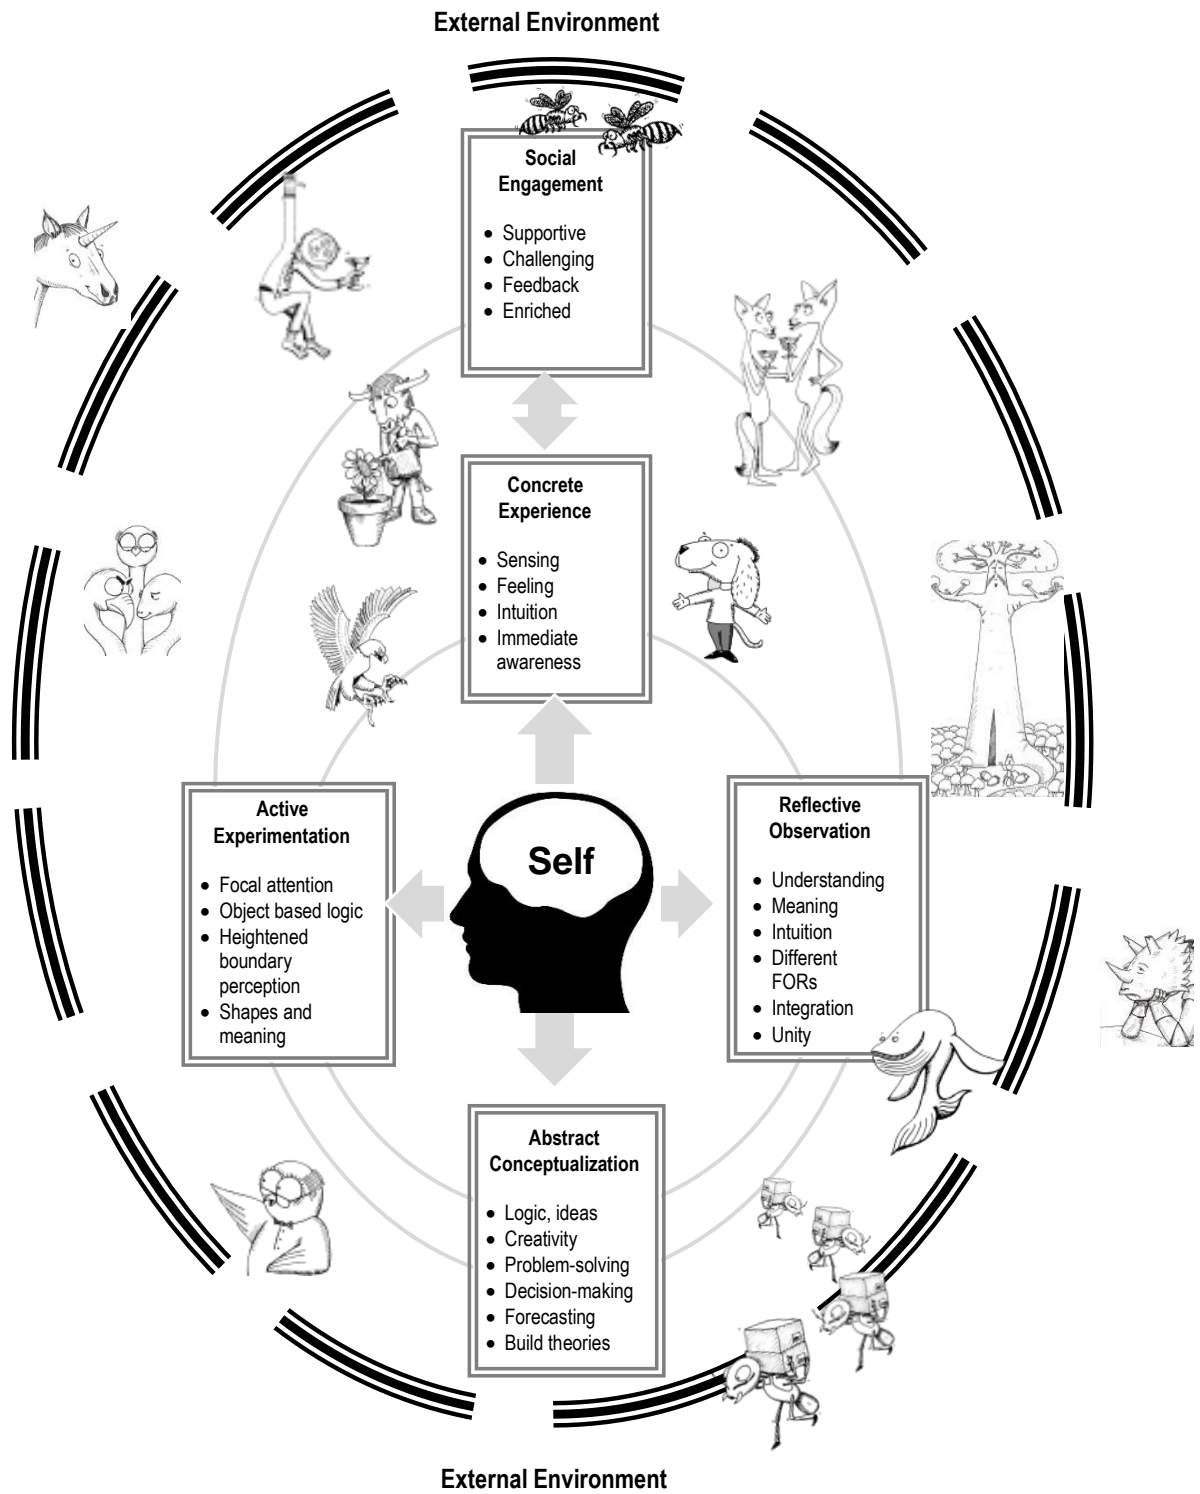 External Environment
Social
Engagement
• Supportive
• Challenging
• Feedback
• Enriched
Concrete
Experience
• Sensing
• Feeling
• Intuition
• Immediate
awareness
Active
Experimentation
• Focal attention
• Object based logic
• Heightened
boundary
perception
• Shapes and
meaning
Self
Reflective
Observation
• Understanding
• Meaning
• Intuition
• Different
FORs
• Integration
• Unity
Abstract
Conceptualization
• Logic, ideas
• Creativity
• Problem-solving
• Decision-making
• Forecasting
• Build theories
External Environment